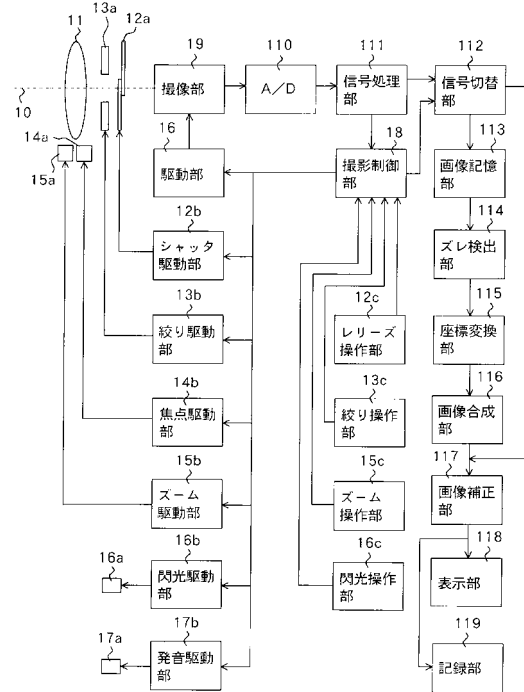 13a
12a
11
19
110
111
112
撮像部
A/D
信号処理
部
信号切替
部
10
14a
15a
16
18
113
駆動部
撮影制御
部
画像記憶
部
12b
114
シャッタ
駆動部
ズレ検出
部
13b
12c
115
絞り駆動
部
レリーズ
操作部
座標変換
部
14b
13c
116
焦点駆動
部
絞り操作
部
画像合成
部
15b
15c
117
ズーム
駆動部
ズーム
操作部
画像補正
部
16b
16c
118
16a
閃光駆動
部
閃光操作
部
表示部
17b
119
17a
発音駆動
部
記録部